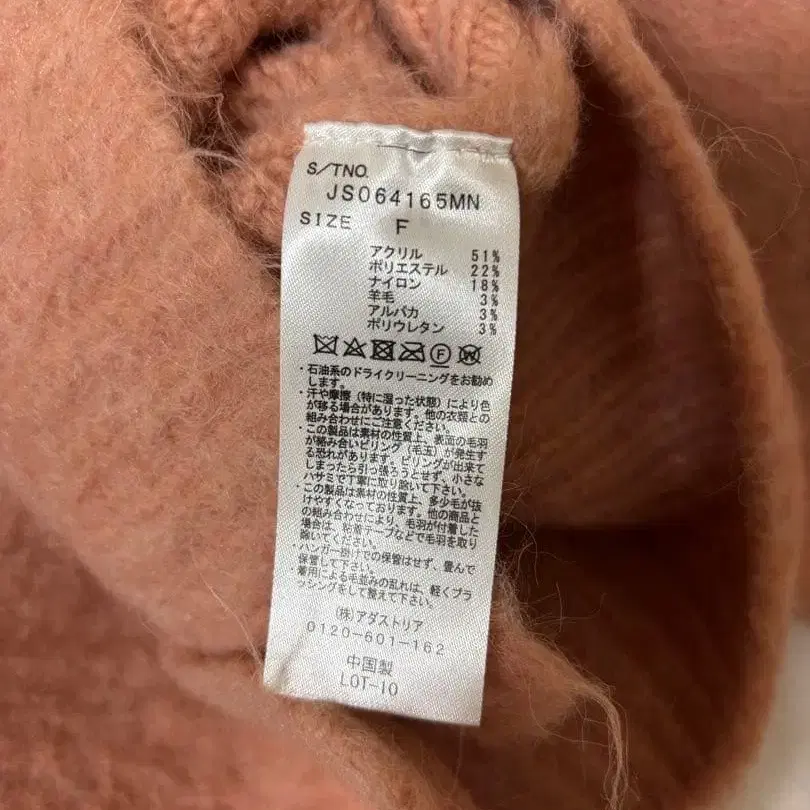 S/TNO.
JS064165MN
SIZE F
アクリル 51%
ポリエステル 22%
ナイロン 18%
羊毛 3%
アルパカ 3%
ポリウレタン 3%
F W
・石油系のドライクリーニングをお勧め
します。
・汗や摩擦(特に湿った状態)により色
が移る場合があります。他の衣類との
組み合わせにご注意ください。
・この製品は素材の性質上、表面の毛羽
が絡み合いピリング(毛玉)が発生す
る恐れがあります。ピリングが出来て
しまったら引っ張ろうとせず、小さな
ハサミで丁寧に取り除いて下さい。
・この製品は素材の性質上、多少毛が抜
けやすくなっております。他の商品と
の組み合わせにより、毛羽が付着した
場合は、粘着テープなどで毛羽を取り
除いてください。
・ハンガー掛けでの保管はせず、畳んで
保管して下さい。
・着用による毛並みの乱れは、軽くブラ
ッシングをして整えて下さい。
(株)アダストリア
0120-601-162
中国製
LOT-10